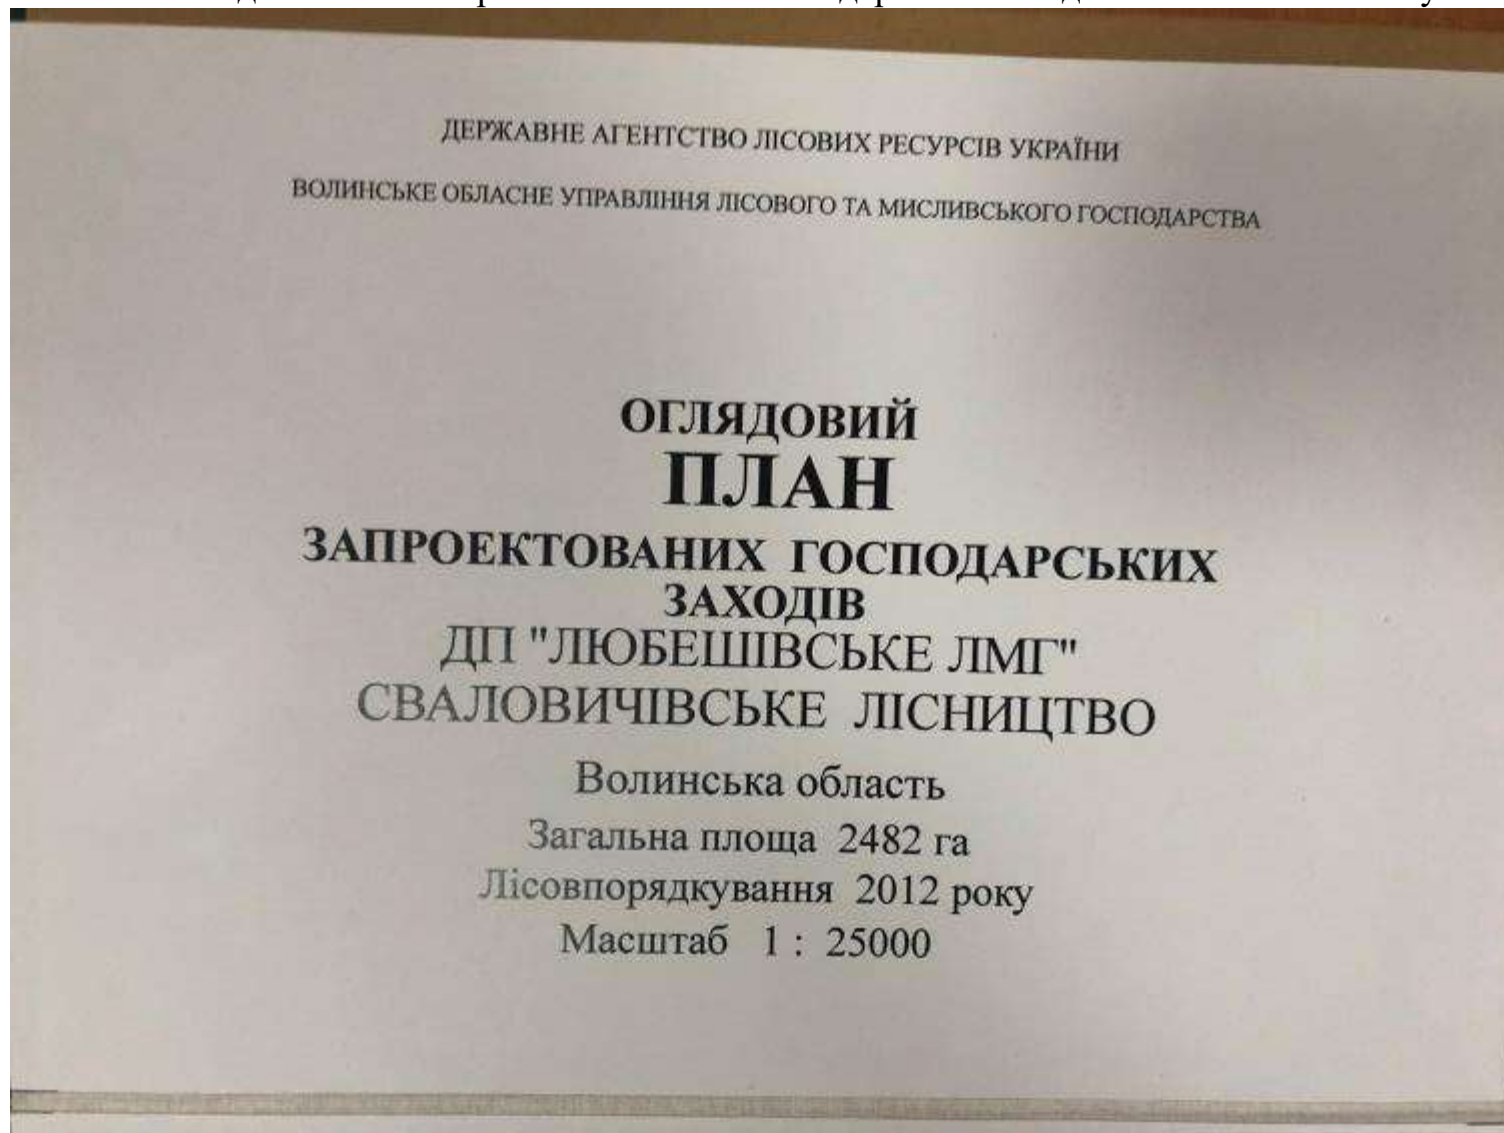 ДЕРЖАВНЕ АГЕНТСТВО ЛІСОВИХ РЕСУРСІВ УКРАЇНИ
ВОЛИНСЬКЕ ОБЛАСНЕ УПРАВЛІННЯ ЛІСОВОГО ТА МИСЛИВСЬКОГО ГОСПОДАРСТВА
ОГЛЯДОВИЙ
ПЛАН
ЗАПРОЕКТОВАНИХ ГОСПОДАРСЬКИХ
ЗАХОДІВ
ДП "ЛЮБЕШІВСЬКЕ ЛМГ"
СВАЛОВИЧІВСЬКЕ ЛІСНИЦТВО
Волинська область
Загальна площа 2482 га
Лісовпорядкування 2012 року
Масштаб 1 : 25000